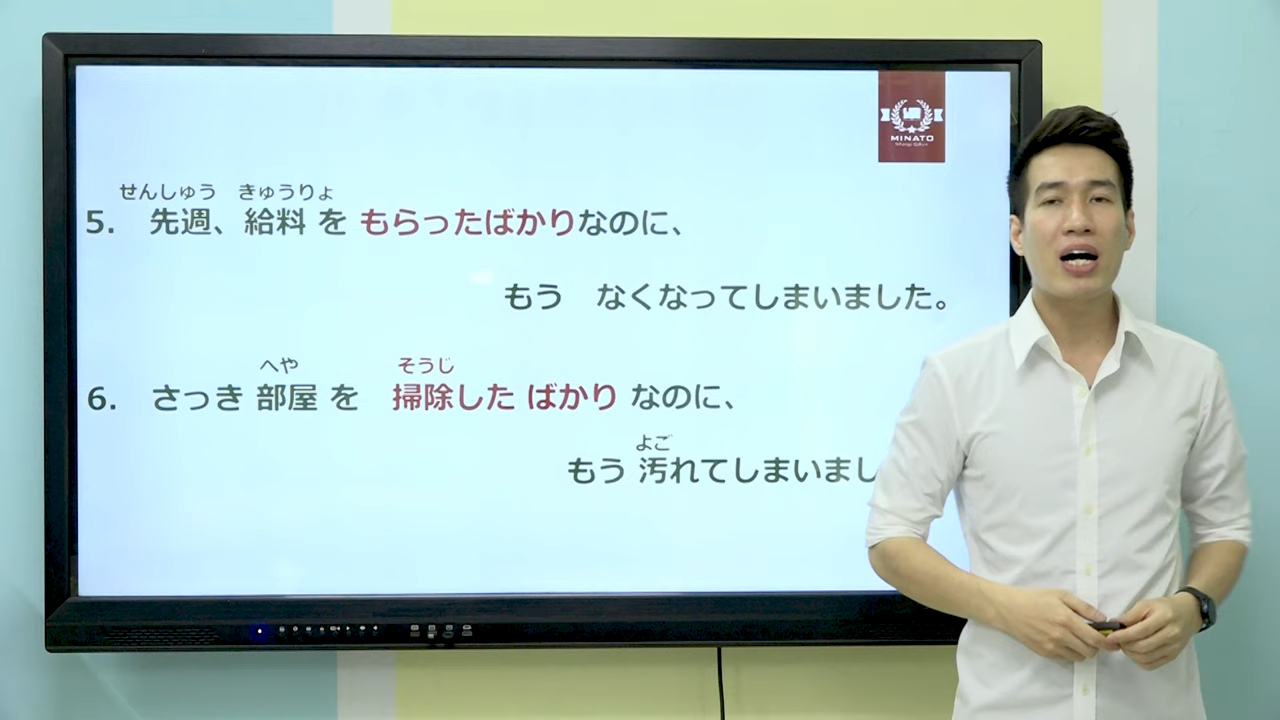 MINATO
せんしゅう　きゅうりょ
5.　先週、給料 を もらったばかりなのに、
もう　なくなってしまいました。
へや　そうじ
6.　さっき 部屋 を　掃除した ばかり なのに、
よご
もう 汚れてしまいまし